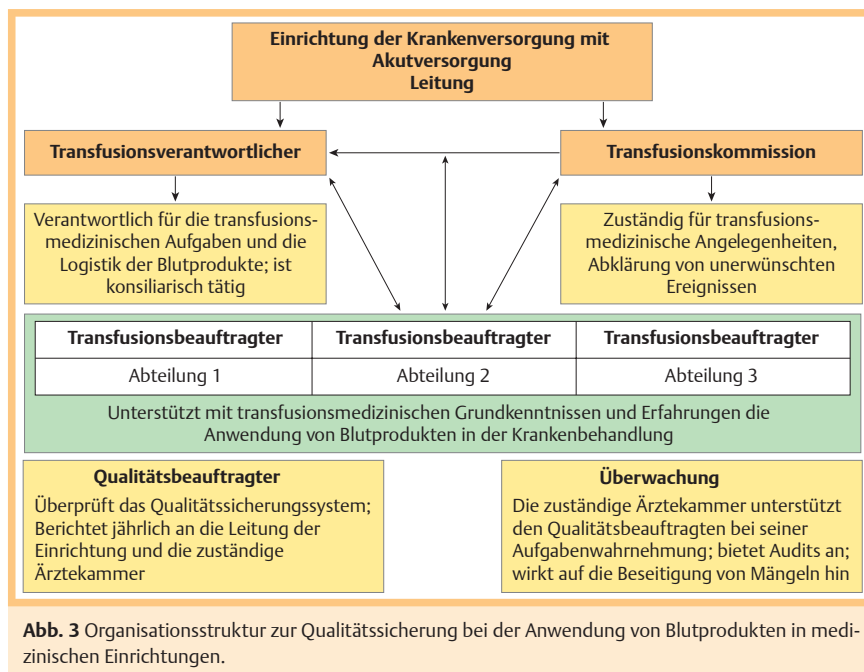 Einrichtung der Krankenversorgung mit
Akutversorgung
Leitung
Transfusionsverantwortlicher
Transfusionskommission
Verantwortlich für die transfusions-
medizinischen Aufgaben und die
Logistik der Blutprodukte; ist
konsiliarisch tätig
Zuständig für transfusions-
medizinische Angelegenheiten,
Abklärung von unerwünschten
Ereignissen
Transfusionsbeauftragter Transfusionsbeauftragter Transfusionsbeauftragter
Abteilung 1 Abteilung 2 Abteilung 3
Unterstützt mit transfusionsmedizinischen Grundkenntnissen und Erfahrungen die
Anwendung von Blutprodukten in der Krankenbehandlung
Qualitätsbeauftragter
Überprüft das Qualitätssicherungssystem;
Berichtet jährlich an die Leitung der
Einrichtung und die zuständige
Ärztekammer
Überwachung
Die zuständige Ärztekammer unterstützt
den Qualitätsbeauftragten bei seiner
Aufgabenwahrnehmung; bietet Audits an;
wirkt auf die Beseitigung von Mängeln hin
Abb. 3 Organisationsstruktur zur Qualitätssicherung bei der Anwendung von Blutprodukten in medi-
zinischen Einrichtungen.